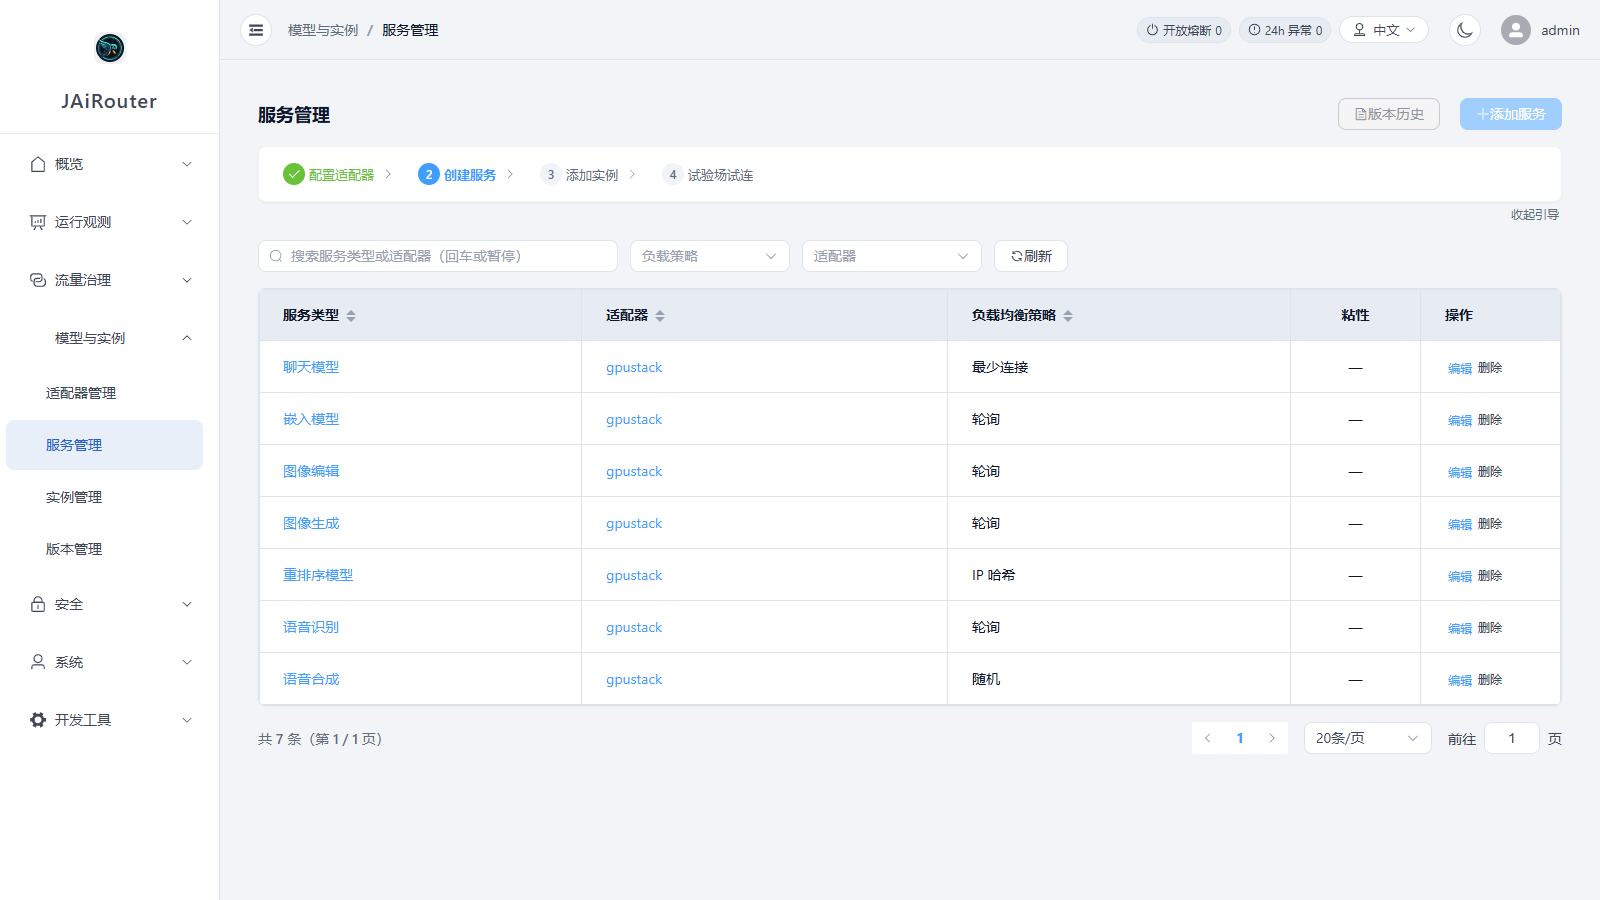 JAiRouter
概览
运行观测
流量治理
模型与实例
适配器管理
服务管理
实例管理
版本管理
安全
系统
开发工具
模型与实例 / 服务管理
开放熔断 0
24h 异常 0
中文
admin
服务管理
版本历史
添加服务
配置适配器
2 创建服务
3 添加实例
4 试验场试连
收起引导
搜索服务类型或适配器（回车或暂停）
负载策略
适配器
刷新
服务类型 适配器 负载均衡策略 粘性 操作
聊天模型 gpustack 最少连接 — 编辑 删除
嵌入模型 gpustack 轮询 — 编辑 删除
图像编辑 gpustack 轮询 — 编辑 删除
图像生成 gpustack 轮询 — 编辑 删除
重排序模型 gpustack IP 哈希 — 编辑 删除
语音识别 gpustack 轮询 — 编辑 删除
语音合成 gpustack 随机 — 编辑 删除
共 7 条（第 1 / 1 页）
1
20条/页
前往 1 页